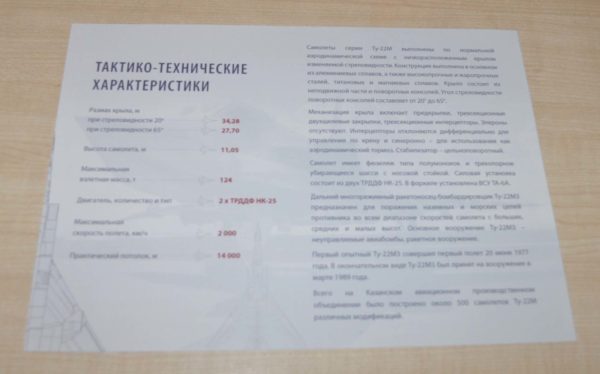 ТАКТИКО-ТЕХНИЧЕСКИЕ
ХАРАКТЕРИСТИКИ
Размах крыла, м
при стреловидности 20° 34,28
при стреловидности 65° 27,70
Высота самолета, м 11,05
Максимальная
взлетная масса, т 124
Двигатель, количество и тип 2 х ТРДДФ НК-25
Максимальная
скорость полета, км/ч 2 000
Практический потолок, м 14 000
Самолеты серии Ту-22М выполнены по нормальной
аэродинамической схеме с низкорасположенным крылом
изменяемой стреловидности. Конструкция выполнена в основном
из алюминиевых сплавов, а также высокопрочных и жаропрочных
сталей, титановых и магниевых сплавов. Крыло состоит из
неподвижной части и поворотных консолей. Угол стреловидности
поворотных консолей составляет от 20° до 65°.
Механизация крыла включает предкрылки, трехсекционные
двухщелевые закрылки, трехсекционные интерцепторы. Элероны
отсутствуют. Интерцепторы отклоняются дифференциально для
управления по крену и синхронно – для использования как
аэродинамический тормоз. Стабилизатор – цельноповоротный.
Самолет имеет фюзеляж типа полумонокок и трехопорное
убирающееся шасси с носовой стойкой. Силовая установка
состоит из двух ТРДДФ НК-25. В форкиле установлена ВСУ ТА-6А.
Дальний многорежимный ракетоносец-бомбардировщик Ту-22М3
предназначен для поражения наземных и морских целей
противника во всем диапазоне скоростей самолета с больших,
средних и малых высот. Основное вооружение Ту-22М3 –
неуправляемые авиабомбы, ракетное вооружение.
Первый опытный Ту-22М3 совершил первый полет 20 июня 1977
года. В окончательном виде Ту-22М3 был принят на вооружение в
марте 1989 года.
Всего на Казанском авиационном производственном
объединении было построено около 500 самолетов Ту-22М
различных модификаций.